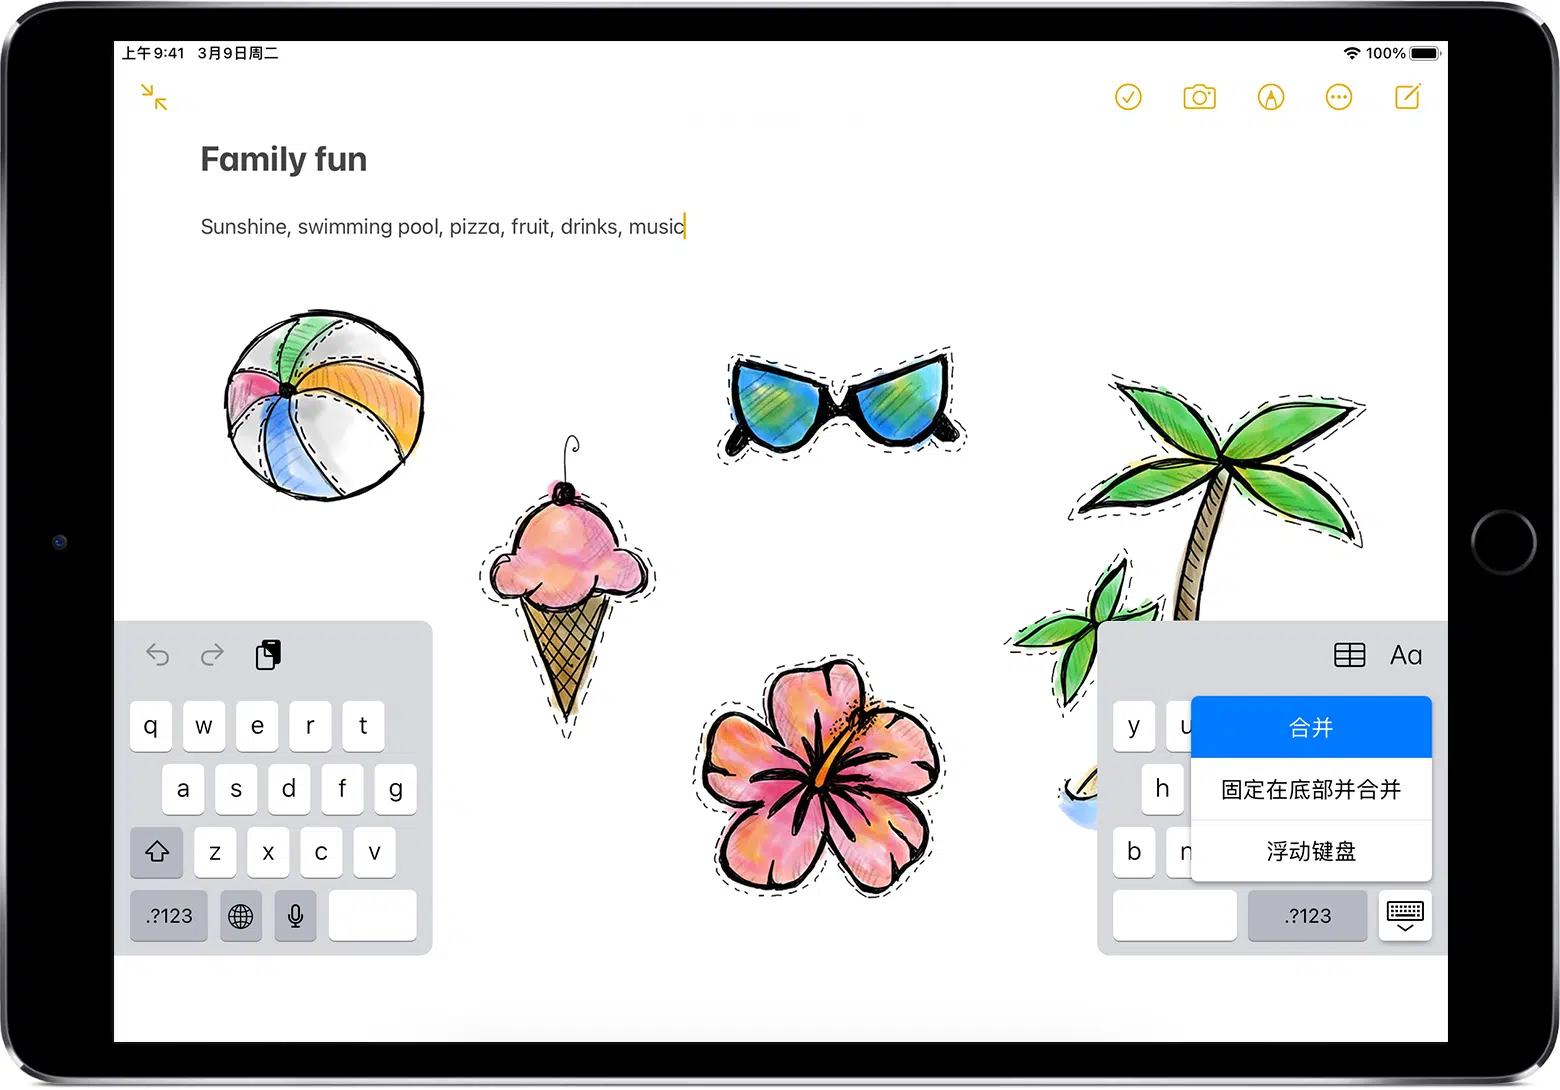 上午9:41 3月9日周二
100%
Family fun
Sunshine, swimming pool, pizza, fruit, drinks, music
Aa
q w e r t
y u
合并
a s d f g
h
固定在底部并合并
z x c v
b n
浮动键盘
.?123
.?123